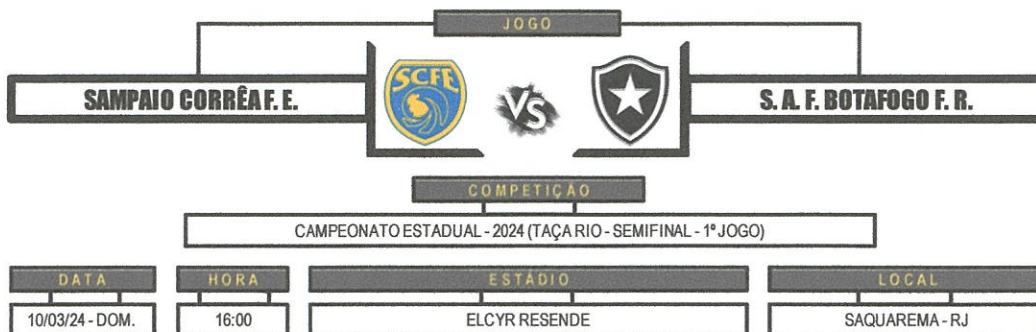 JOGO
SCFE
SAMPAIO CORRÊA F. E.
VS
S. A. F. BOTAFOGO F. R.
COMPETIÇÃO
CAMPEONATO ESTADUAL - 2024 (TAÇA RIO - SEMIFINAL - 1º JOGO)
DATA HORA ESTÁDIO LOCAL
10/03/24 - DOM. 16:00 ELCYR RESENDE SAQUAREMA - RJ